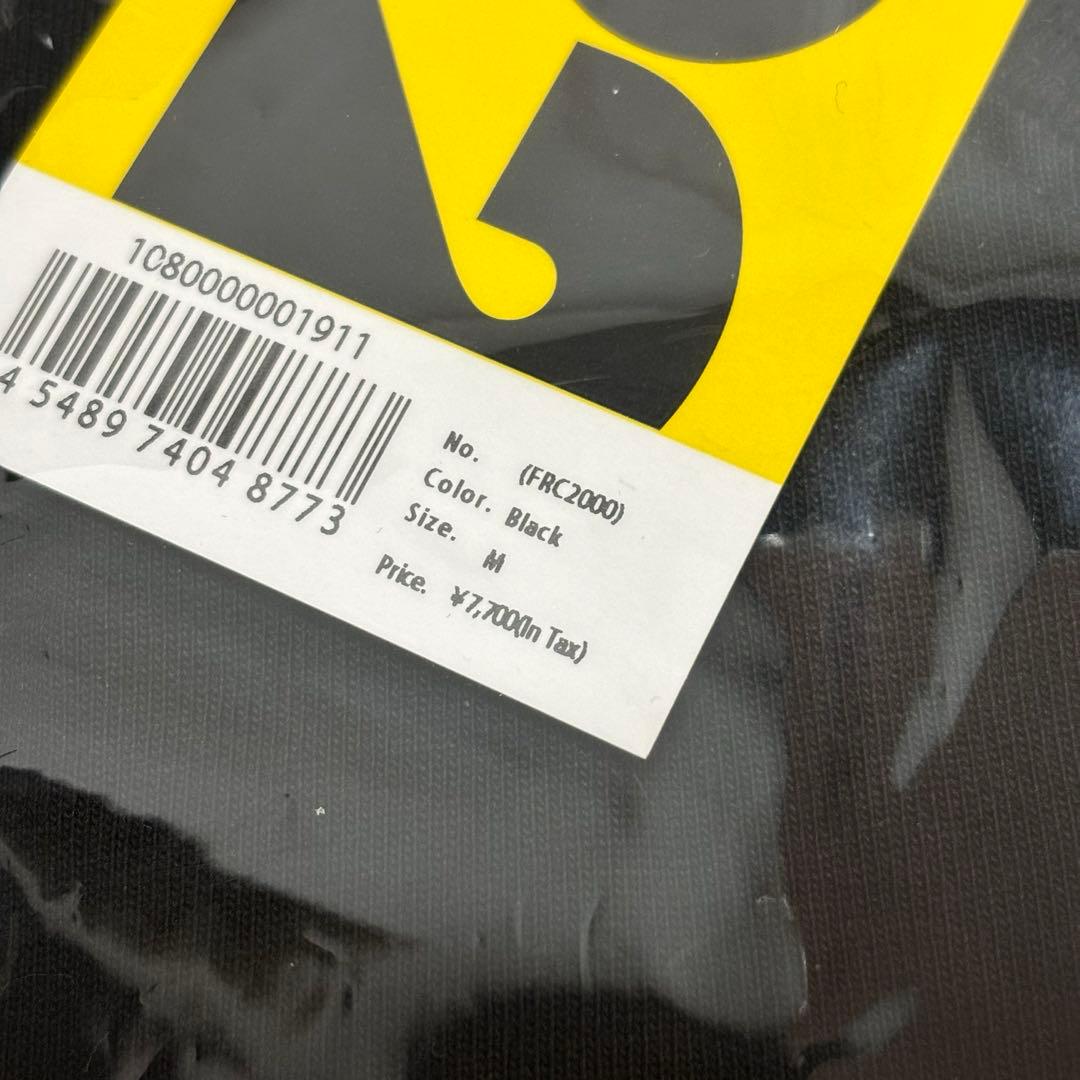 1080000001911
4 548974 048773
No. (FRC2000)
Color. Black
Size. M
Price. ¥7,700(In Tax)